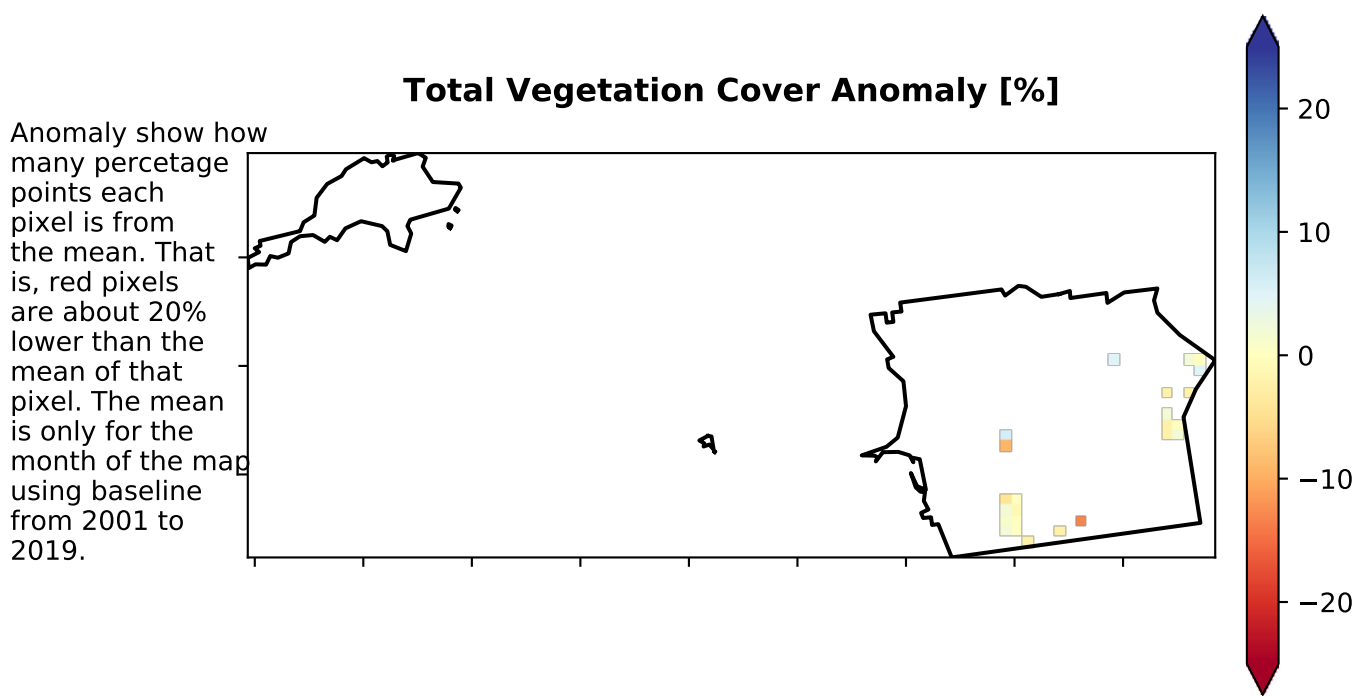 Total Vegetation Cover Anomaly [%]
Anomaly show how
many percetage
points each
pixel is from
the mean. That
is, red pixels
are about 20%
lower than the
mean of that
pixel. The mean
is only for the
month of the map
using baseline
from 2001 to
2019.
20
10
0
−10
−20